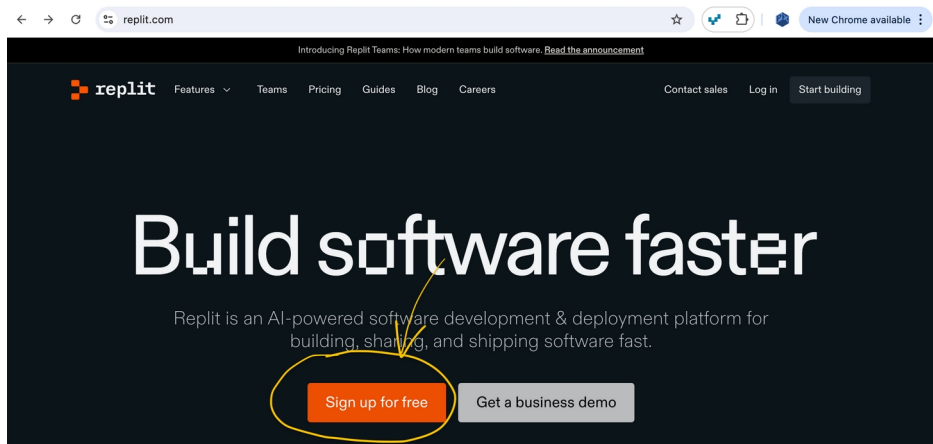 replit.com
New Chrome available
Introducing Replit Teams: How modern teams build software. Read the announcement
replit Features Teams Pricing Guides Blog Careers Contact sales Log in Start building
Build software faster
Replit is an AI-powered software development & deployment platform for
building, sharing, and shipping software fast.
Sign up for free Get a business demo